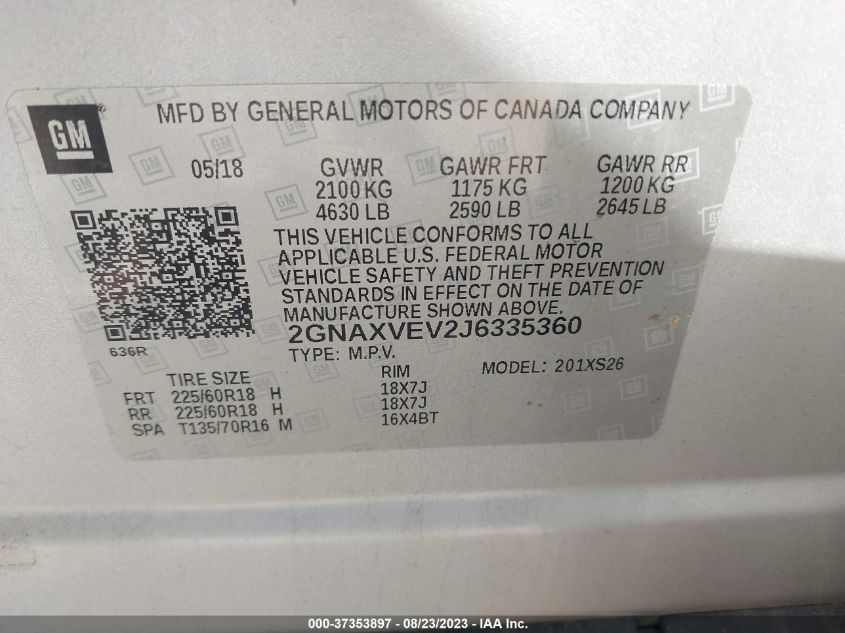 GM
MFD BY GENERAL MOTORS OF CANADA COMPANY
05/18 GVWR GAWR FRT GAWR RR
2100 KG 1175 KG 1200 KG
4630 LB 2590 LB 2645 LB
THIS VEHICLE CONFORMS TO ALL
APPLICABLE U.S. FEDERAL MOTOR
VEHICLE SAFETY AND THEFT PREVENTION
STANDARDS IN EFFECT ON THE DATE OF
MANUFACTURE SHOWN ABOVE.
2GNAXVEV2J6335360
636R
TYPE: M.P.V. MODEL: 201XS26
TIRE SIZE RIM
FRT 225/60R18 H 18X7J
RR 225/60R18 H 18X7J
SPA T135/70R16 M 16X4BT
000-37353897 - 08/23/2023 - IAA Inc.